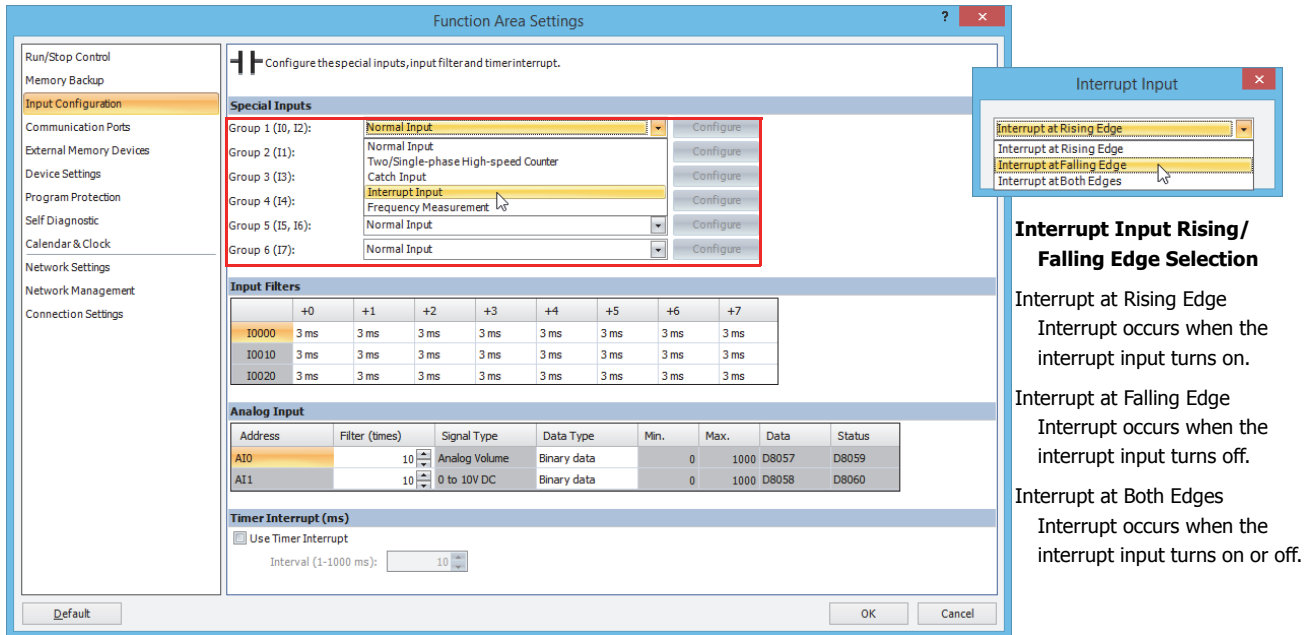 Function Area Settings
?
×
Run/Stop Control
Memory Backup
Input Configuration
Communication Ports
External Memory Devices
Device Settings
Program Protection
Self Diagnostic
Calendar & Clock
Network Settings
Network Management
Connection Settings
Configure the special inputs, input filter and timer interrupt.
Special Inputs
Group 1 (I0, I2): Normal Input Configure
Normal Input
Group 2 (I1): Configure
Two/Single-phase High-speed Counter
Group 3 (I3): Catch Input Configure
Interrupt Input
Group 4 (I4): Configure
Frequency Measurement
Group 5 (I5, I6): Normal Input Configure
Group 6 (I7): Normal Input Configure
Input Filters
+0 +1 +2 +3 +4 +5 +6 +7
I0000 3 ms 3 ms 3 ms 3 ms 3 ms 3 ms 3 ms 3 ms
I0010 3 ms 3 ms 3 ms 3 ms 3 ms 3 ms 3 ms 3 ms
I0020 3 ms 3 ms 3 ms 3 ms 3 ms 3 ms 3 ms 3 ms
Analog Input
Address Filter (times) Signal Type Data Type Min. Max. Data Status
AI0 10 Analog Volume Binary data 0 1000 D8057 D8059
AI1 10 0 to 10V DC Binary data 0 1000 D8058 D8060
Timer Interrupt (ms)
Use Timer Interrupt
Interval (1-1000 ms): 10
Default
OK
Cancel
Interrupt Input
×
Interrupt at Rising Edge
Interrupt at Rising Edge
Interrupt at Falling Edge
Interrupt at Both Edges
Interrupt Input Rising/
Falling Edge Selection
Interrupt at Rising Edge
Interrupt occurs when the
interrupt input turns on.
Interrupt at Falling Edge
Interrupt occurs when the
interrupt input turns off.
Interrupt at Both Edges
Interrupt occurs when the
interrupt input turns on or off.